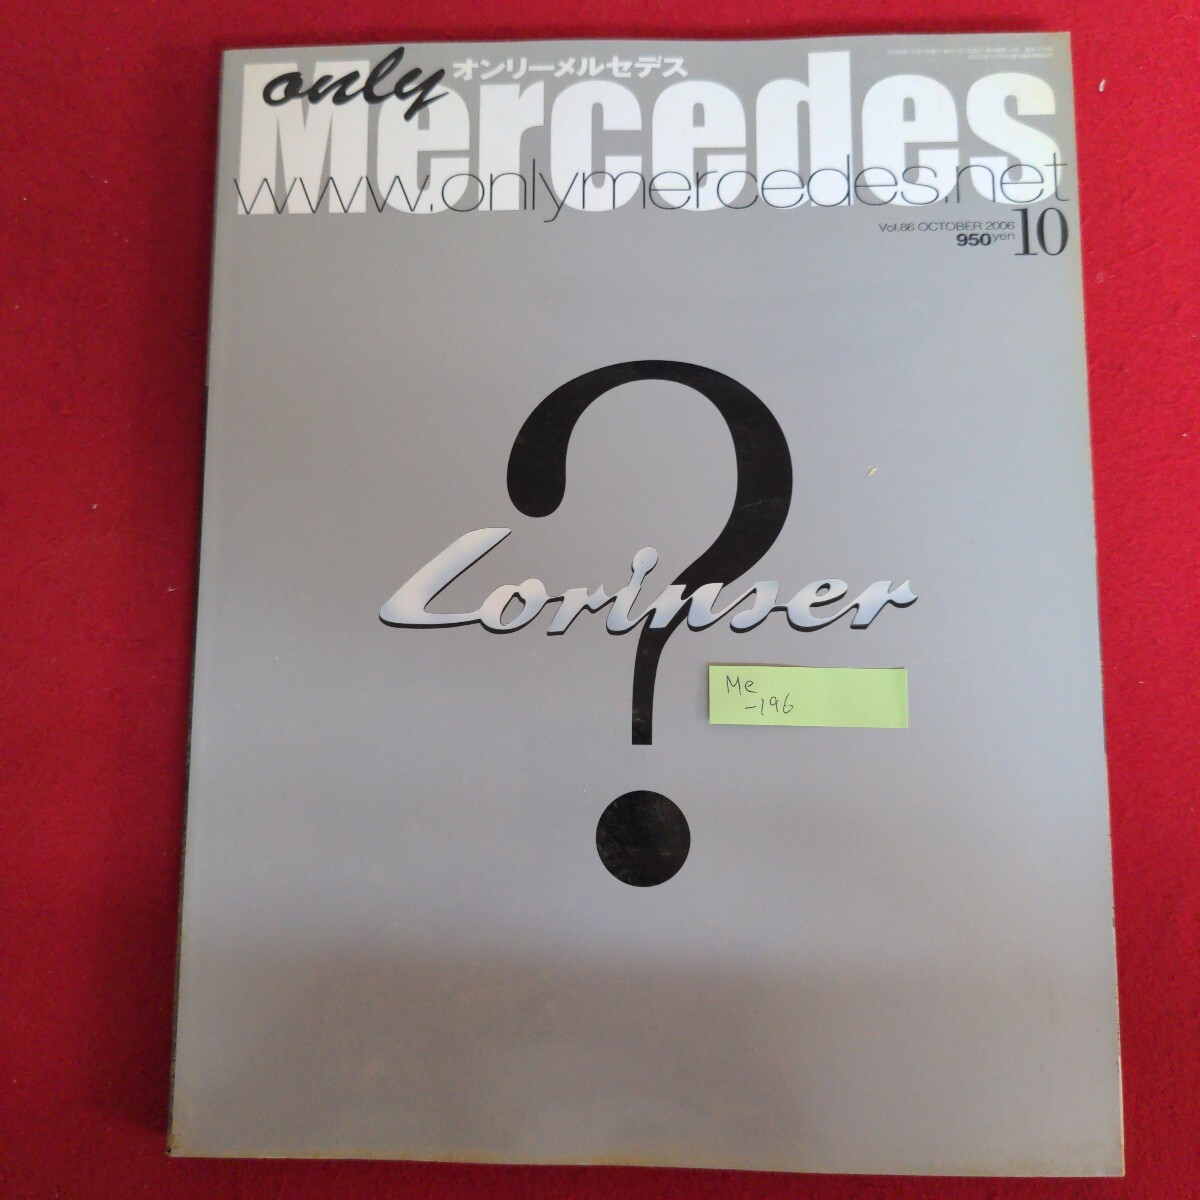 only
オンリーメルセデス
Mercedes
www.onlymercedes.net
Vol.86 OCTOBER 2006
950yen
10
?
Lorinser
Me
-196